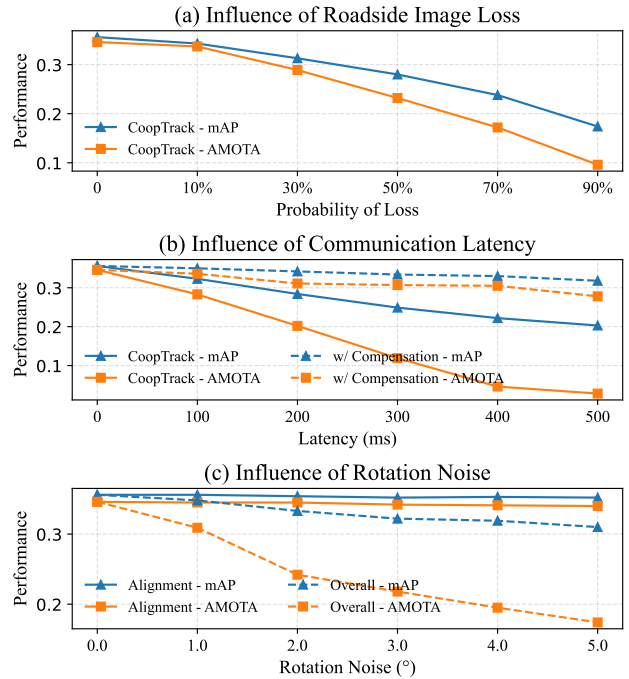 (a) Influence of Roadside Image Loss
Performance
0.3
0.2
0.1
CoopTrack - mAP
CoopTrack - AMOTA
0 10% 30% 50% 70% 90%
Probability of Loss
(b) Influence of Communication Latency
Performance
0.3
0.2
0.1
CoopTrack - mAP w/ Compensation - mAP
CoopTrack - AMOTA w/ Compensation - AMOTA
0 100 200 300 400 500
Latency (ms)
(c) Influence of Rotation Noise
Performance
0.3
0.2
Alignment - mAP Overall - mAP
Alignment - AMOTA Overall - AMOTA
0.0 1.0 2.0 3.0 4.0 5.0
Rotation Noise (°)